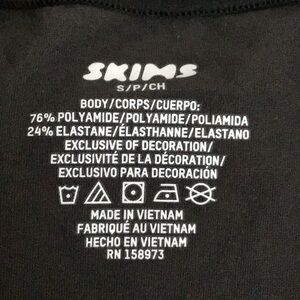 SKIMS
S/P/CH
BODY/CORPS/CUERPO:
76% POLYAMIDE/POLYAMIDE/POLIAMIDA
24% ELASTANE/ÉLASTHANNE/ELASTANO
EXCLUSIVE OF DECORATION/
EXCLUSIVITÉ DE LA DÉCORATION/
EXCLUSIVO PARA DECORACIÓN
MADE IN VIETNAM
FABRIQUÉ AU VIETNAM
HECHO EN VIETNAM
RN 158973